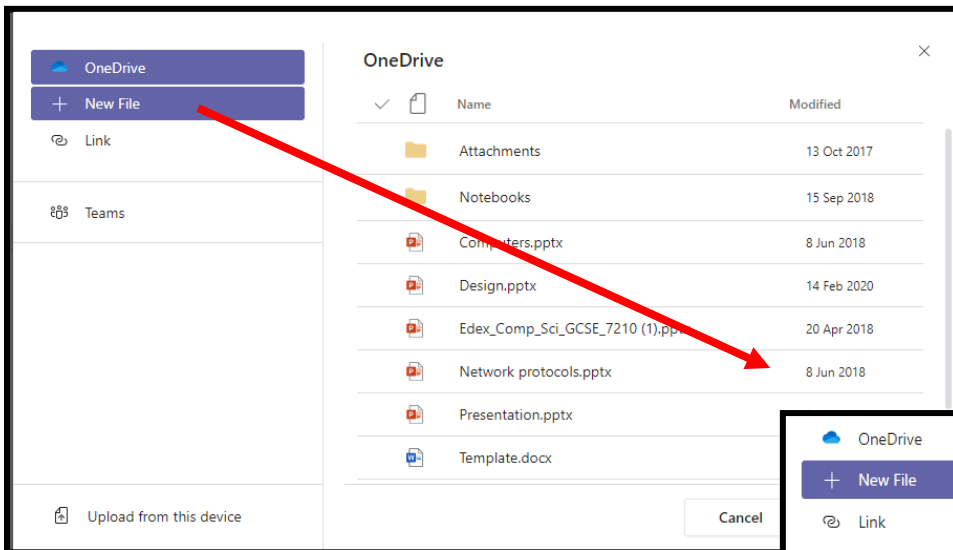 OneDrive
New File
Link
Teams
Upload from this device
OneDrive
Name Modified
Attachments 13 Oct 2017
Notebooks 15 Sep 2018
Computers.pptx 8 Jun 2018
Design.pptx 14 Feb 2020
Edex_Comp_Sci_GCSE_7210 (1).pptx 20 Apr 2018
Network protocols.pptx 8 Jun 2018
Presentation.pptx
Template.docx
Cancel
OneDrive
New File
Link